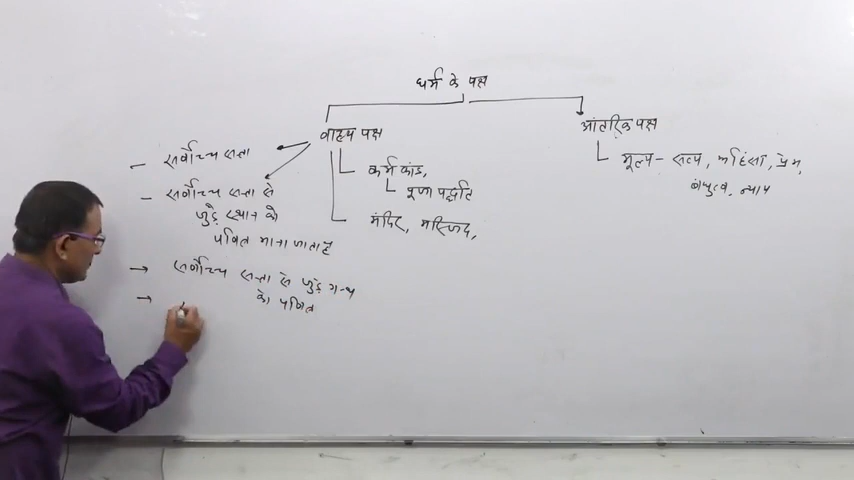 धर्म के पक्ष
बाह्य पक्ष
आंतरिक पक्ष
सर्वोच्च सत्ता
कर्म कांड,
मूल्य - सत्य, अहिंसा, प्रेम,
सर्वोच्च सत्ता से
पूजा पद्धति
बंधुत्व, न्याय
जुड़े स्थान को
मंदिर, मस्जिद,
पवित्र माना जाता है
सर्वोच्च सत्ता से जुड़े ग्रन्थ
को पवित्र